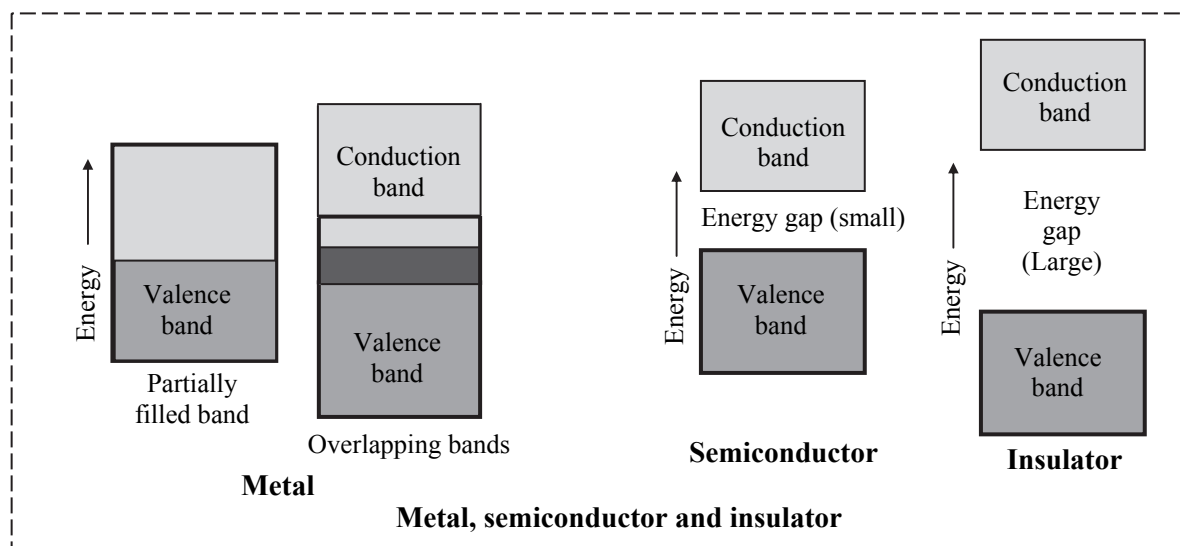 Energy
Valence
band
Partially
filled band
Conduction
band
Valence
band
Overlapping bands
Metal
Energy
Conduction
band
Energy gap (small)
Valence
band
Semiconductor
Energy
Conduction
band
Energy
gap
(Large)
Valence
band
Insulator
Metal, semiconductor and insulator